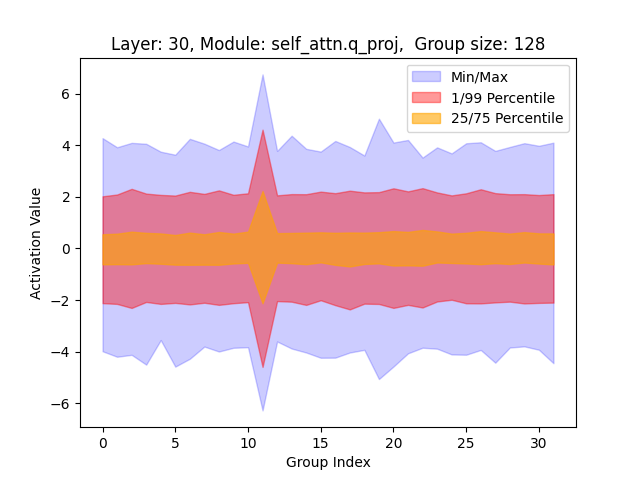 Layer: 30, Module: self_attn.q_proj,  Group size: 128
Min/Max
1/99 Percentile
25/75 Percentile
6
4
2
0
−2
−4
−6
Activation Value
0 5 10 15 20 25 30
Group Index